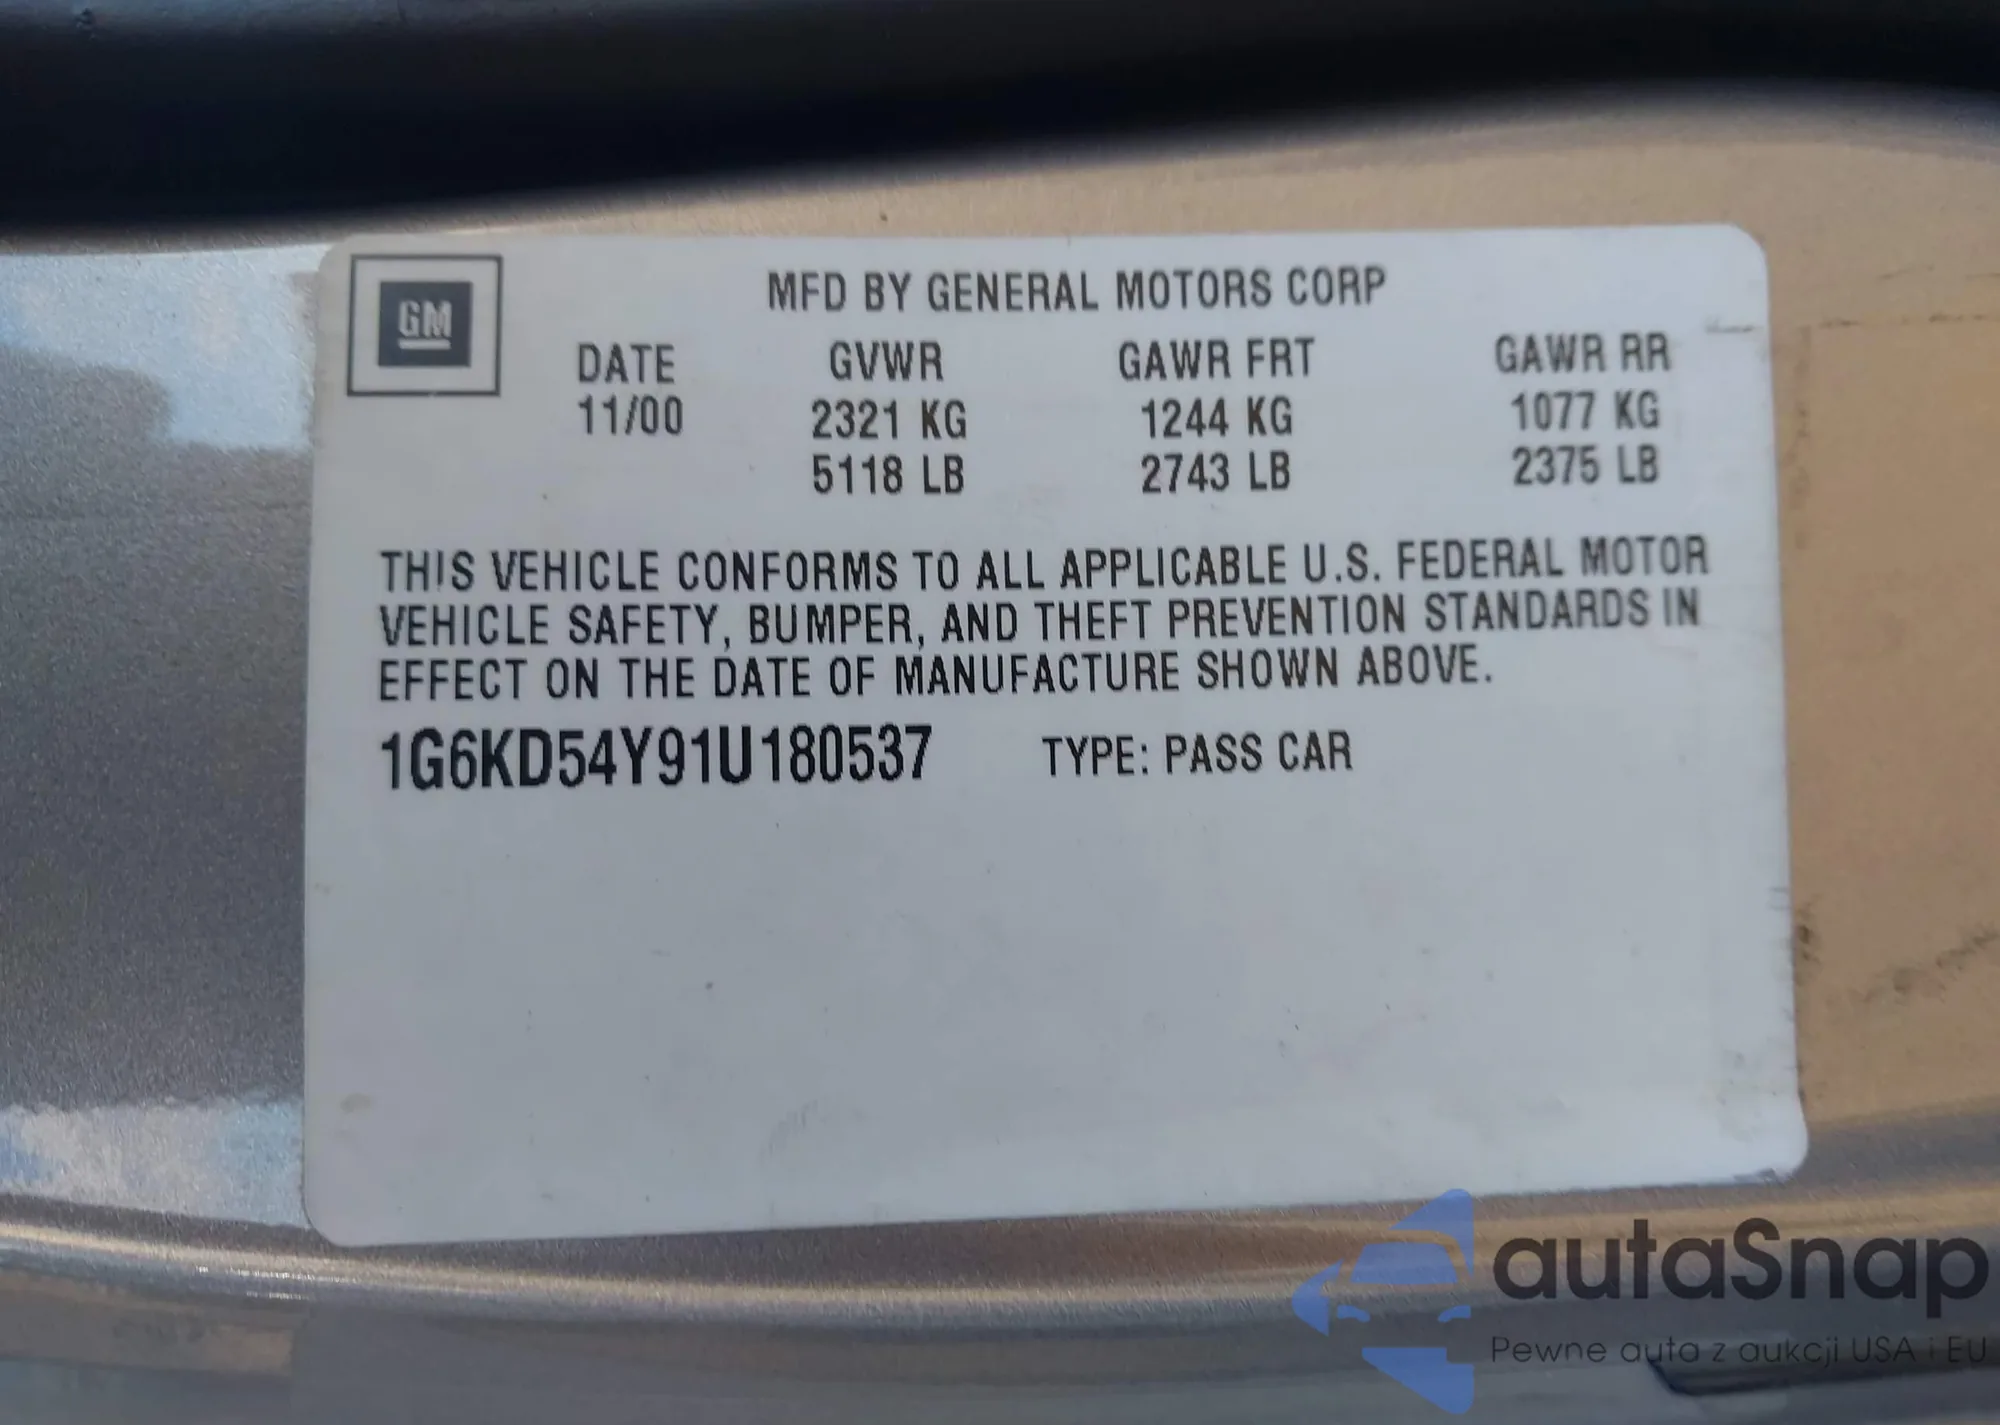 GM
MFD BY GENERAL MOTORS CORP
DATE GVWR GAWR FRT GAWR RR
11/00 2321 KG 1244 KG 1077 KG
5118 LB 2743 LB 2375 LB
THIS VEHICLE CONFORMS TO ALL APPLICABLE U.S. FEDERAL MOTOR
VEHICLE SAFETY, BUMPER, AND THEFT PREVENTION STANDARDS IN
EFFECT ON THE DATE OF MANUFACTURE SHOWN ABOVE.
1G6KD54Y91U180537 TYPE: PASS CAR
autaSnap
Pewne auta z aukcji USA i EU